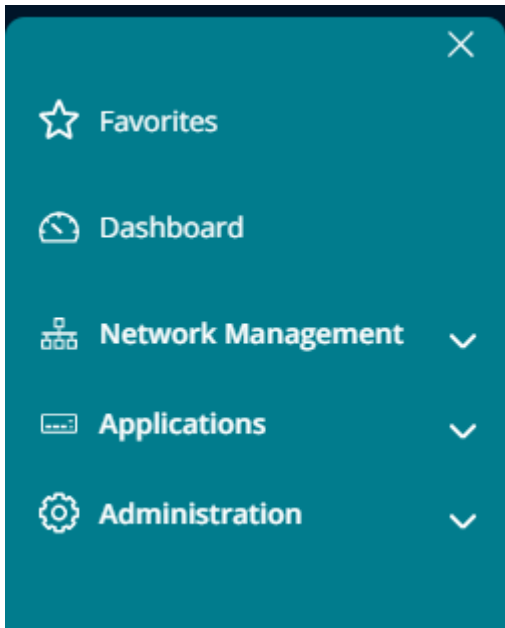 Favorites
Dashboard
Network Management
Applications
Administration